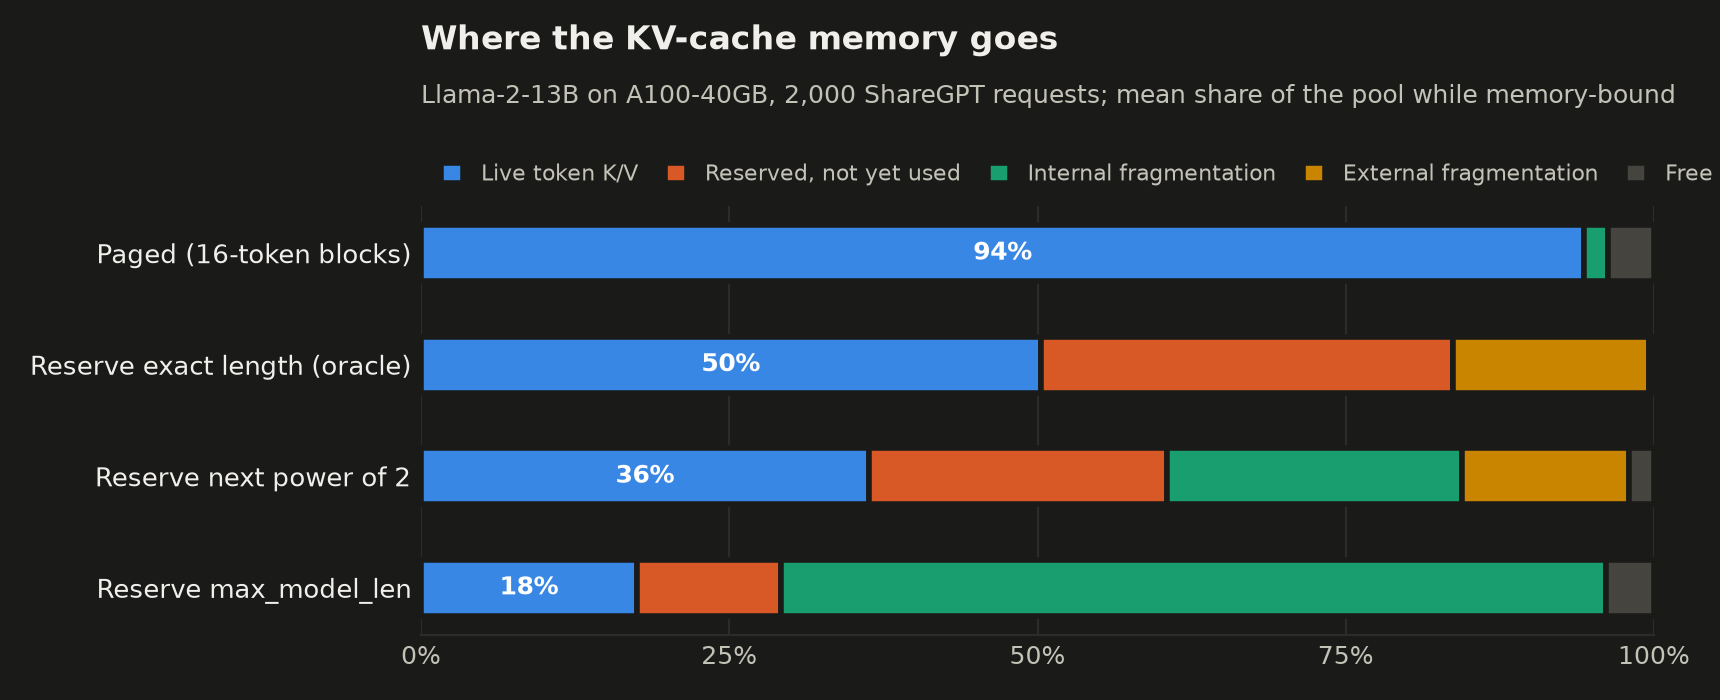 Where the KV-cache memory goes
Llama-2-13B on A100-40GB, 2,000 ShareGPT requests; mean share of the pool while memory-bound
Live token K/V Reserved, not yet used Internal fragmentation External fragmentation Free
Paged (16-token blocks) 94%
Reserve exact length (oracle) 50%
Reserve next power of 2 36%
Reserve max_model_len 18%
0% 25% 50% 75% 100%